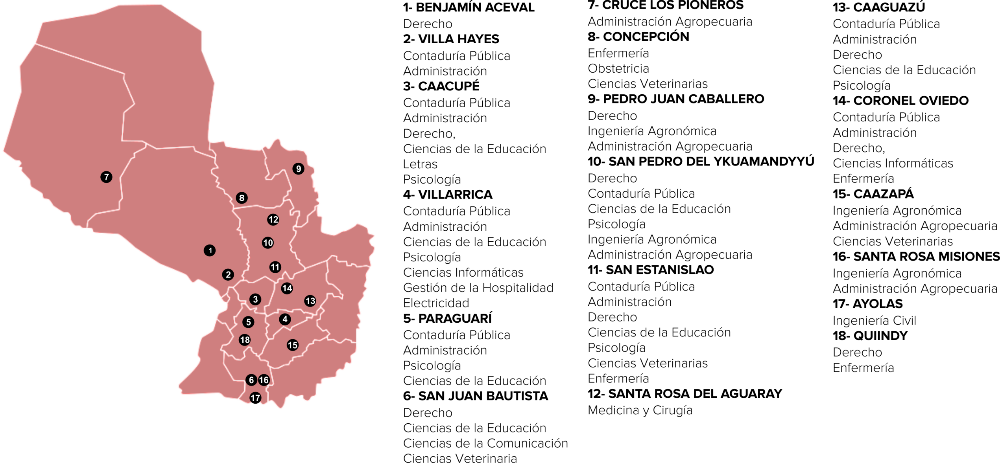 7
9
8
12
10
1
11
2
14
3
13
4
5
18
15
6
16
17
1- BENJAMÍN ACEVAL
Derecho
2- VILLA HAYES
Contaduría Pública
Administración
3- CAACUPÉ
Contaduría Pública
Administración
Derecho,
Ciencias de la Educación
Letras
Psicología
4- VILLARRICA
Contaduría Pública
Administración
Ciencias de la Educación
Psicología
Ciencias Informáticas
Gestión de la Hospitalidad
Electricidad
5- PARAGUARÍ
Contaduría Pública
Administración
Psicología
Ciencias de la Educación
6- SAN JUAN BAUTISTA
Derecho
Ciencias de la Educación
Ciencias de la Comunicación
Ciencias Veterinaria
7- CRUCE LOS PIONEROS
Administración Agropecuaria
8- CONCEPCIÓN
Enfermería
Obstetricia
Ciencias Veterinarias
9- PEDRO JUAN CABALLERO
Derecho
Ingeniería Agronómica
Administración Agropecuaria
10- SAN PEDRO DEL YKUAMANDYYÚ
Derecho
Contaduría Pública
Ciencias de la Educación
Psicología
Ingeniería Agronómica
Administración Agropecuaria
11- SAN ESTANISLAO
Contaduría Pública
Administración
Derecho
Ciencias de la Educación
Psicología
Ciencias Veterinarias
Enfermería
12- SANTA ROSA DEL AGUARAY
Medicina y Cirugía
13- CAAGUAZÚ
Contaduría Pública
Administración
Derecho
Ciencias de la Educación
Psicología
14- CORONEL OVIEDO
Contaduría Pública
Administración
Derecho,
Ciencias Informáticas
Enfermería
15- CAAZAPÁ
Ingeniería Agronómica
Administración Agropecuaria
Ciencias Veterinarias
16- SANTA ROSA MISIONES
Ingeniería Agronómica
Administración Agropecuaria
17- AYOLAS
Ingeniería Civil
18- QUIINDY
Derecho
Enfermería